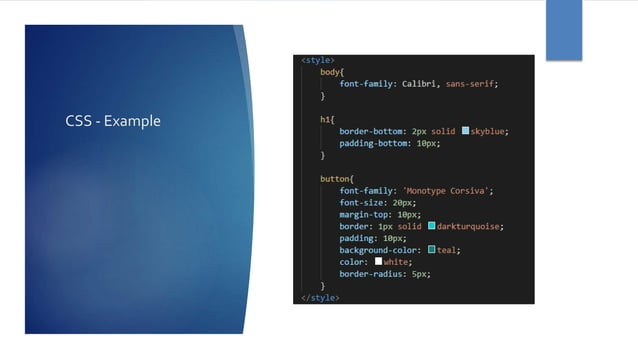 CSS - Example
<style>
body{
font-family: Calibri, sans-serif;
}
h1{
border-bottom: 2px solid skyblue;
padding-bottom: 10px;
}
button{
font-family: 'Monotype Corsiva';
font-size: 20px;
margin-top: 10px;
border: 1px solid darkturquoise;
padding: 10px;
background-color: teal;
color: white;
border-radius: 5px;
}
</style>